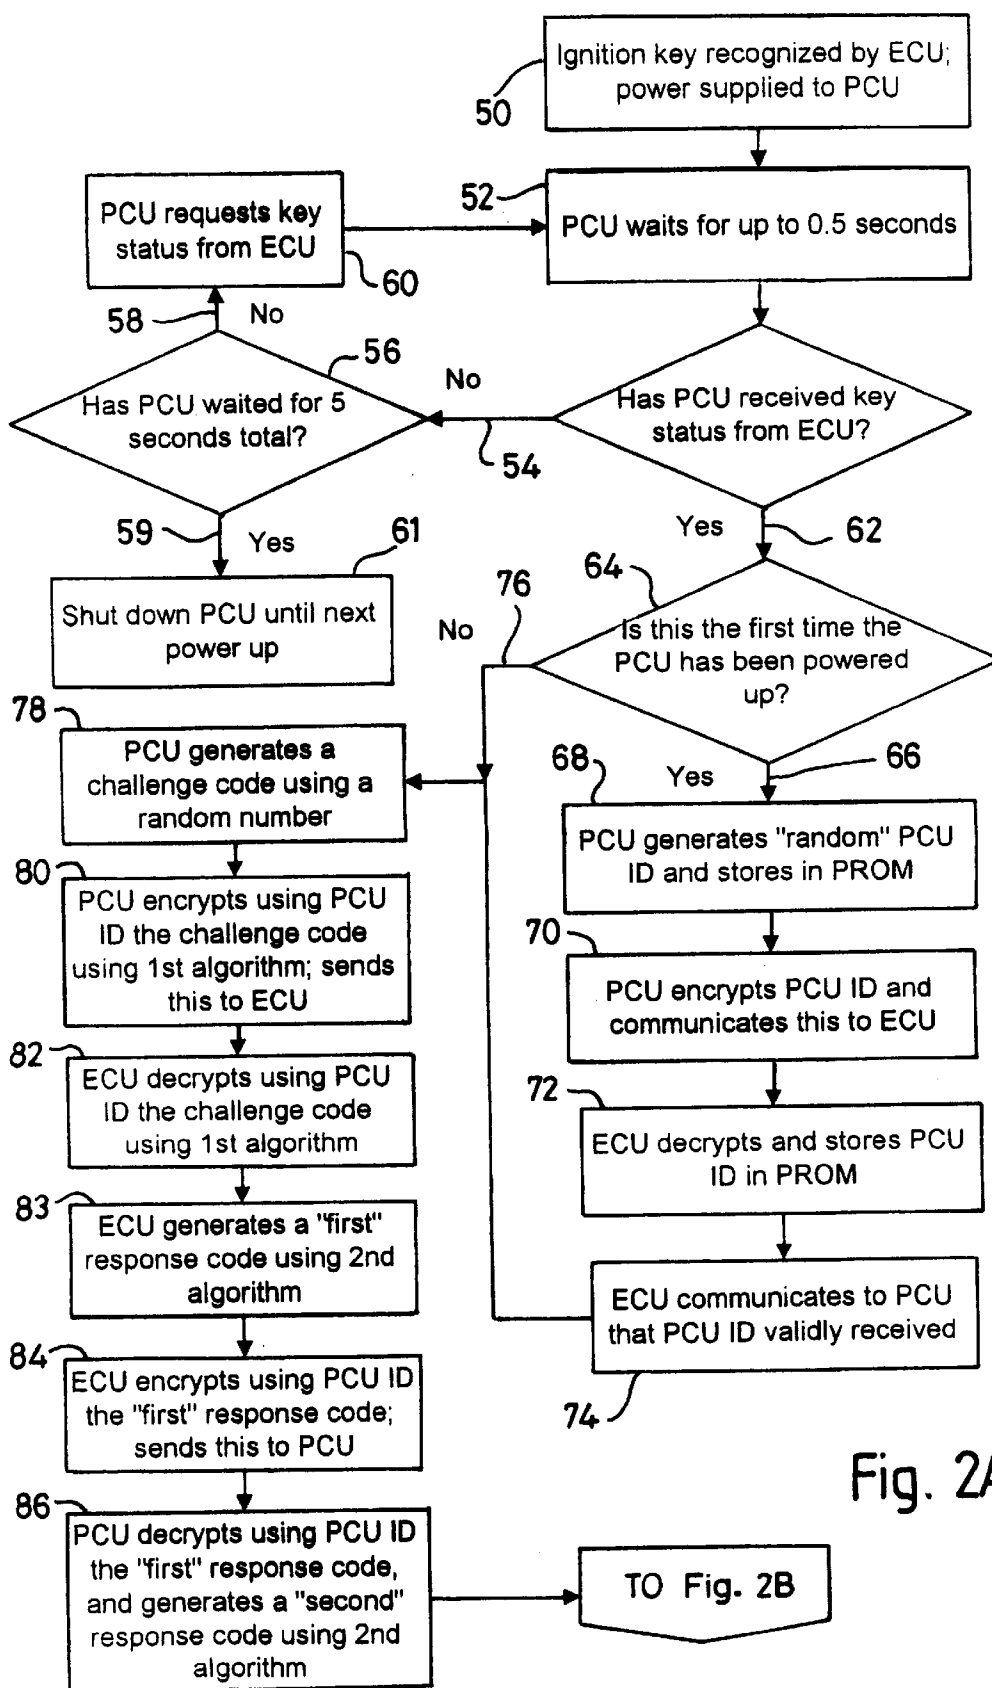 Ignition key recognized by ECU;
power supplied to PCU
50
52
PCU waits for up to 0.5 seconds
PCU requests key
status from ECU
60
58
No
56
Has PCU waited for 5
seconds total?
No
54
Has PCU received key
status from ECU?
59
Yes
61
Shut down PCU until next
power up
Yes
62
64
76
No
Is this the first time the
PCU has been powered
up?
Yes
66
68
PCU generates "random" PCU
ID and stores in PROM
70
PCU encrypts PCU ID and
communicates this to ECU
72
ECU decrypts and stores PCU
ID in PROM
ECU communicates to PCU
that PCU ID validly received
74
78
PCU generates a
challenge code using a
random number
80
PCU encrypts using PCU
ID the challenge code
using 1st algorithm; sends
this to ECU
82
ECU decrypts using PCU
ID the challenge code
using 1st algorithm
83
ECU generates a "first"
response code using 2nd
algorithm
84
ECU encrypts using PCU ID
the "first" response code;
sends this to PCU
86
PCU decrypts using PCU ID
the "first" response code,
and generates a "second"
response code using 2nd
algorithm
TO Fig. 2B
Fig. 2A